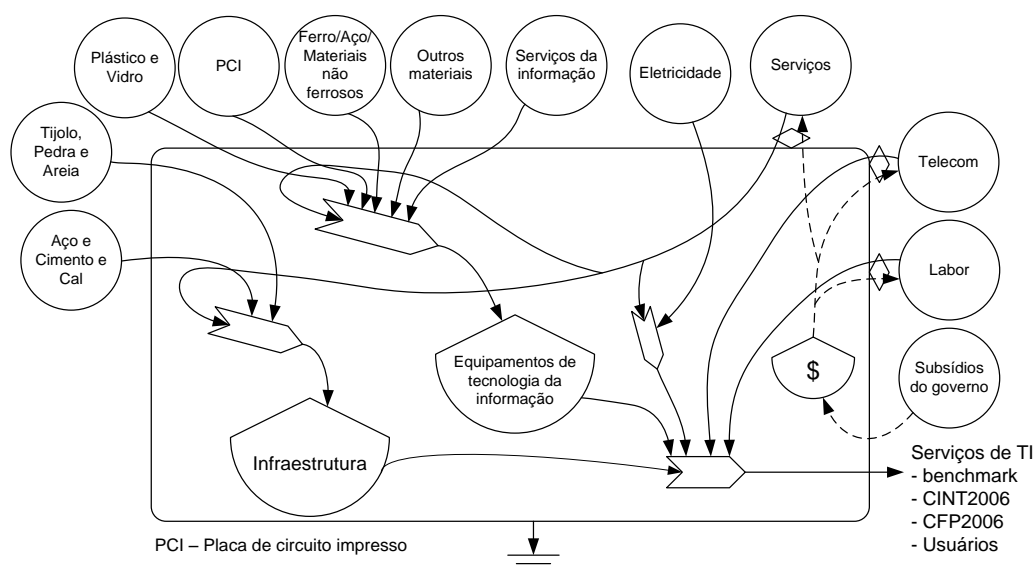 Plástico e
Vidro
PCI
Ferro/Aço/
Materiais
não
ferrosos
Outros
materiais
Serviços da
informação
Eletricidade
Serviços
Tijolo,
Pedra e
Areia
Telecom
Aço e
Cimento e
Cal
Labor
Equipamentos de
tecnologia da
informação
$
Subsídios
do governo
Infraestrutura
Serviços de TI
- benchmark
- CINT2006
- CFP2006
- Usuários
PCI – Placa de circuito impresso